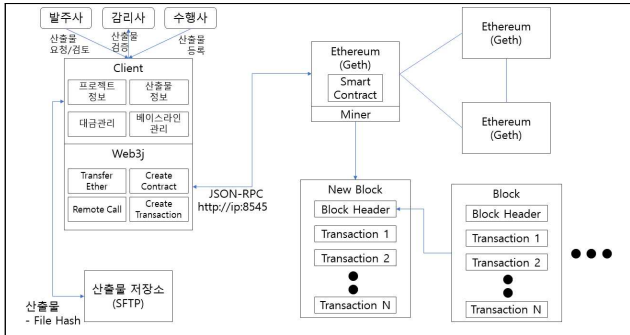 발주사
감리사
수행사
산출물
요청/검토
산출물
검증
산출물
등록
Client
프로젝트
정보
산출물
정보
대금관리
베이스라인
관리
Web3j
Transfer
Ether
Create
Contract
Remote Call
Create
Transaction
JSON-RPC
http://ip:8545
산출물 저장소
(SFTP)
산출물
- File Hash
Ethereum
(Geth)
Smart
Contract
Miner
Ethereum
(Geth)
Ethereum
(Geth)
New Block
Block Header
Transaction 1
Transaction 2
Transaction N
Block
Block Header
Transaction 1
Transaction 2
Transaction N